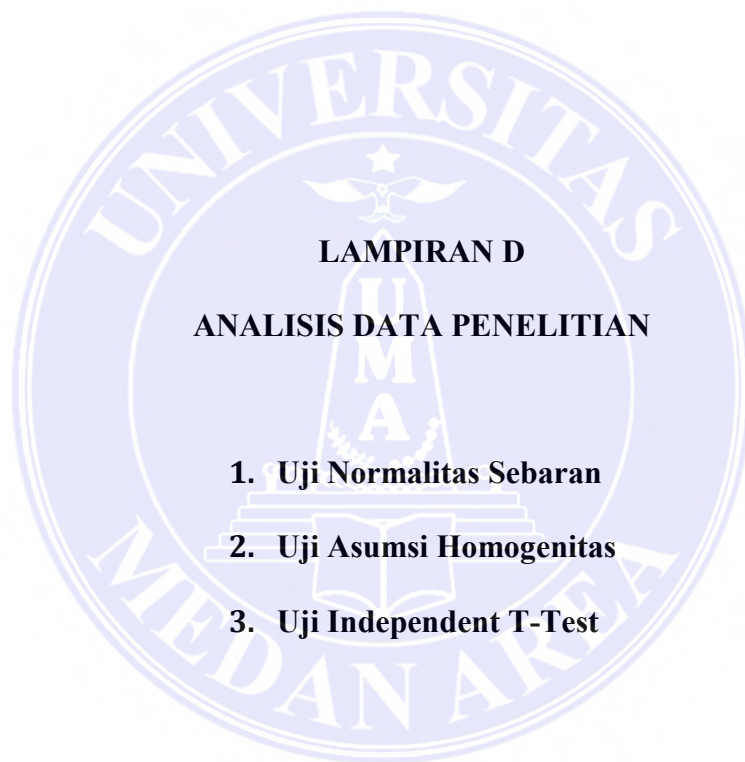 UNIVERSITAS
LAMPIRAN D
ANALISIS DATA PENELITIAN
UMA
1. Uji Normalitas Sebaran
2. Uji Asumsi Homogenitas
3. Uji Independent T-Test
MEDAN AREA